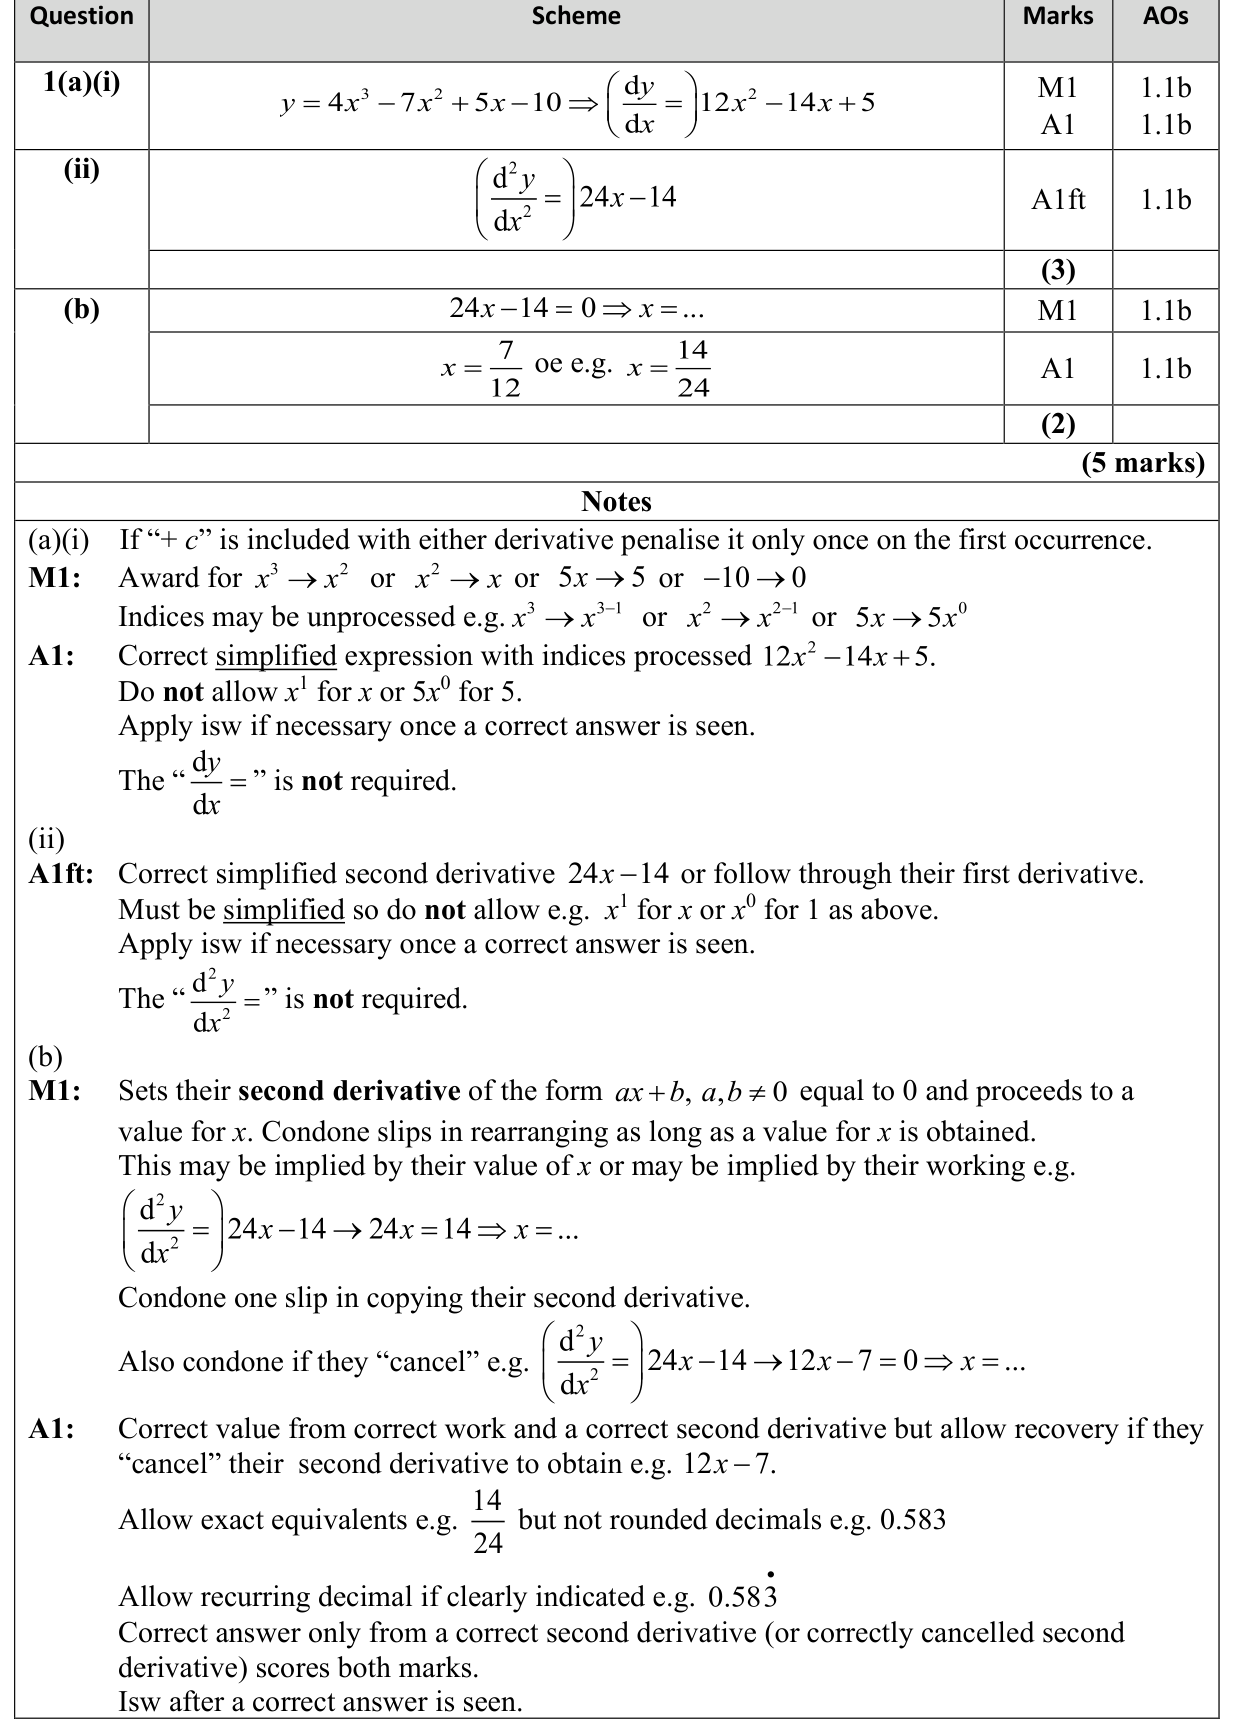 Question Scheme Marks AOs
1(a)(i) y = 4x³ − 7x² + 5x − 10 ⇒ (dy/dx =) 12x² − 14x + 5 M1 1.1b
A1 1.1b
(ii) (d²y/dx² =) 24x − 14 A1ft 1.1b
(3)
(b) 24x − 14 = 0 ⇒ x = ... M1 1.1b
x = 7/12 oe e.g. x = 14/24 A1 1.1b
(2)
(5 marks)
Notes
(a)(i) If “+ c” is included with either derivative penalise it only once on the first occurrence.
M1: Award for x³ → x² or x² → x or 5x → 5 or −10 → 0
Indices may be unprocessed e.g. x³ → x³⁻¹ or x² → x²⁻¹ or 5x → 5x⁰
A1: Correct simplified expression with indices processed 12x² − 14x + 5.
Do not allow x¹ for x or 5x⁰ for 5.
Apply isw if necessary once a correct answer is seen.
The “dy/dx =” is not required.
(ii)
A1ft: Correct simplified second derivative 24x − 14 or follow through their first derivative.
Must be simplified so do not allow e.g. x¹ for x or x⁰ for 1 as above.
Apply isw if necessary once a correct answer is seen.
The “d²y/dx² =” is not required.
(b)
M1: Sets their second derivative of the form ax + b, a,b ≠ 0 equal to 0 and proceeds to a
value for x. Condone slips in rearranging as long as a value for x is obtained.
This may be implied by their value of x or may be implied by their working e.g.
(d²y/dx² =) 24x − 14 → 24x = 14 ⇒ x = ...
Condone one slip in copying their second derivative.
Also condone if they “cancel” e.g. (d²y/dx² =) 24x − 14 → 12x − 7 = 0 ⇒ x = ...
A1: Correct value from correct work and a correct second derivative but allow recovery if they
“cancel” their second derivative to obtain e.g. 12x − 7.
Allow exact equivalents e.g. 14/24 but not rounded decimals e.g. 0.583
Allow recurring decimal if clearly indicated e.g. 0.583̇
Correct answer only from a correct second derivative (or correctly cancelled second
derivative) scores both marks.
Isw after a correct answer is seen.